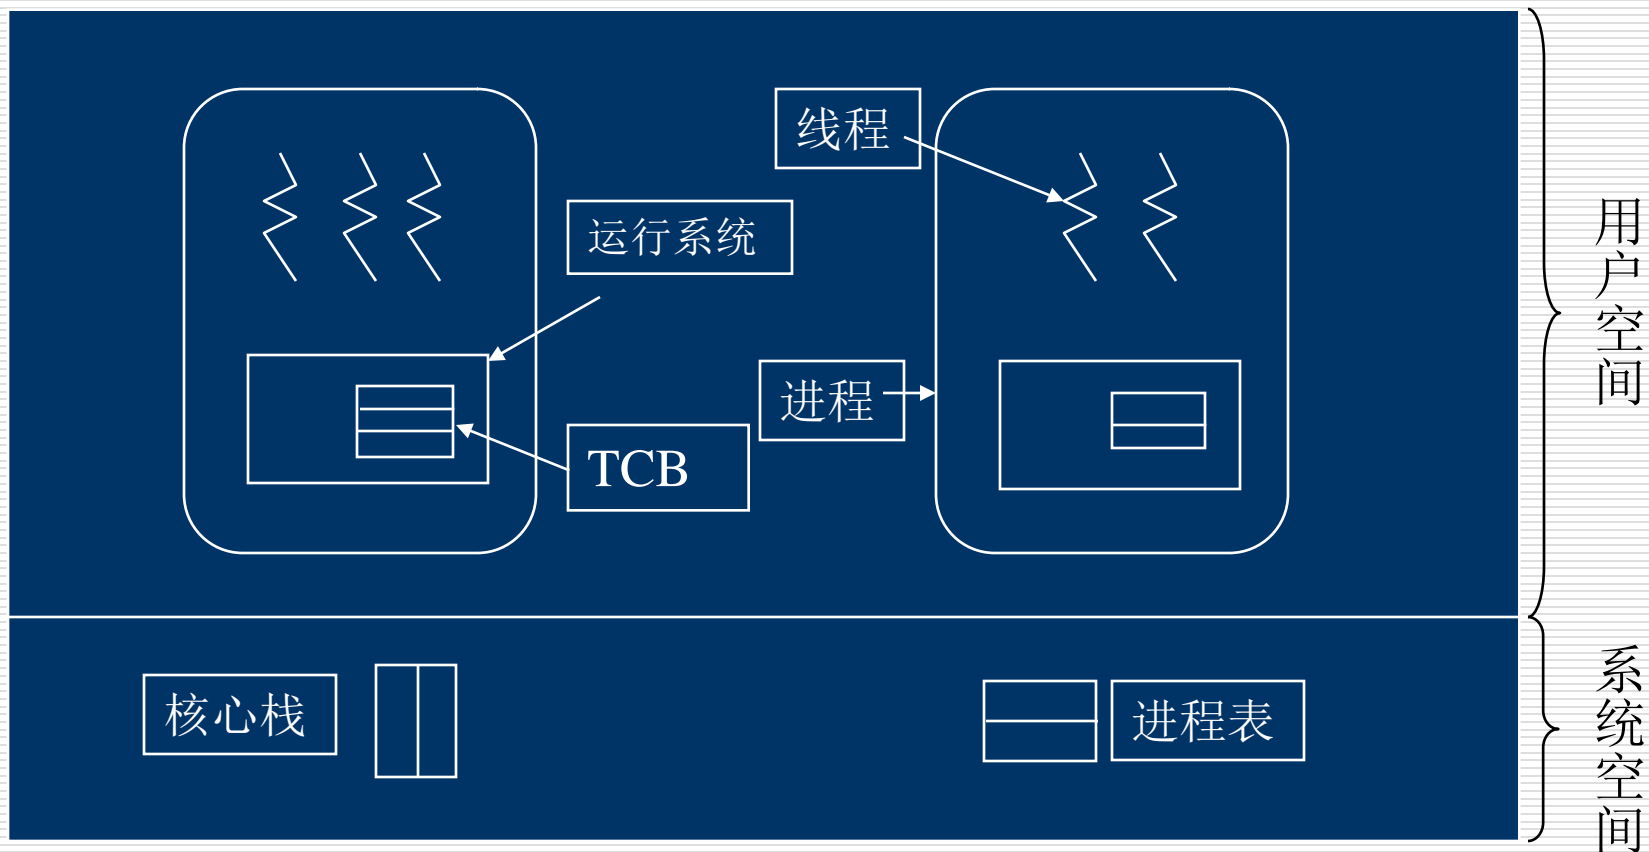 线程
运行系统
进程
TCB
核心栈
进程表
用户空间
系统空间